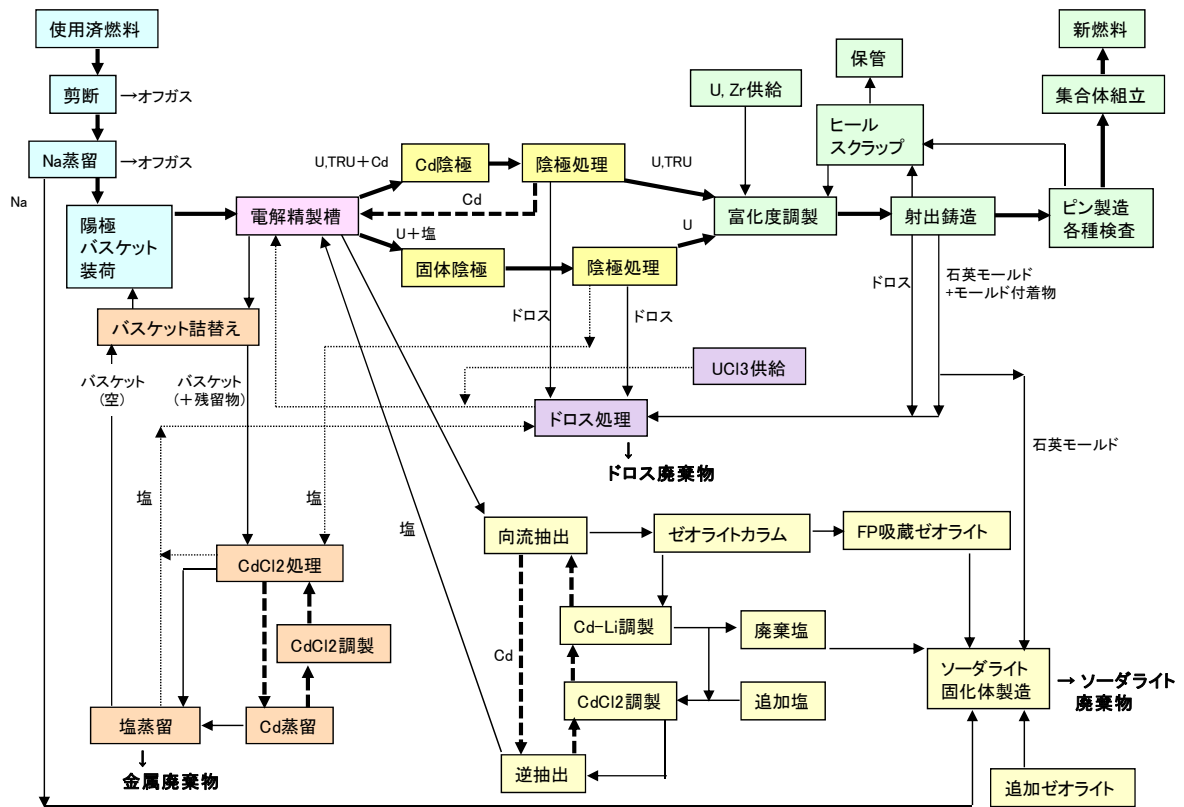 使用済燃料
剪断
→オフガス
Na蒸留
→オフガス
Na
陽極
バスケット
装荷
電解精製槽
U,TRU＋Cd
Cd陰極
陰極処理
U,TRU
Cd
U＋塩
固体陰極
陰極処理
U
U, Zr供給
富化度調製
保管
ヒール
スクラップ
射出鋳造
新燃料
集合体組立
ピン製造
各種検査
ドロス
石英モールド
+モールド付着物
ドロス
ドロス
バスケット詰替え
バスケット
(空)
バスケット
(＋残留物)
UCl3供給
ドロス処理
ドロス廃棄物
石英モールド
塩
塩
塩
向流抽出
ゼオライトカラム
FP吸蔵ゼオライト
CdCl2処理
CdCl2調製
Cd-Li調製
廃棄塩
Cd
CdCl2調製
追加塩
ソーダライト
固化体製造
→ ソーダライト
廃棄物
塩蒸留
Cd蒸留
金属廃棄物
逆抽出
追加ゼオライト